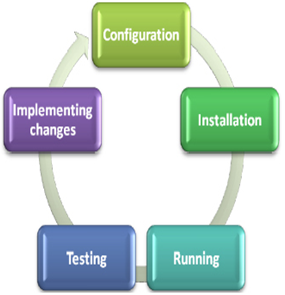 Configuration
Installation
Running
Testing
Implementing
changes